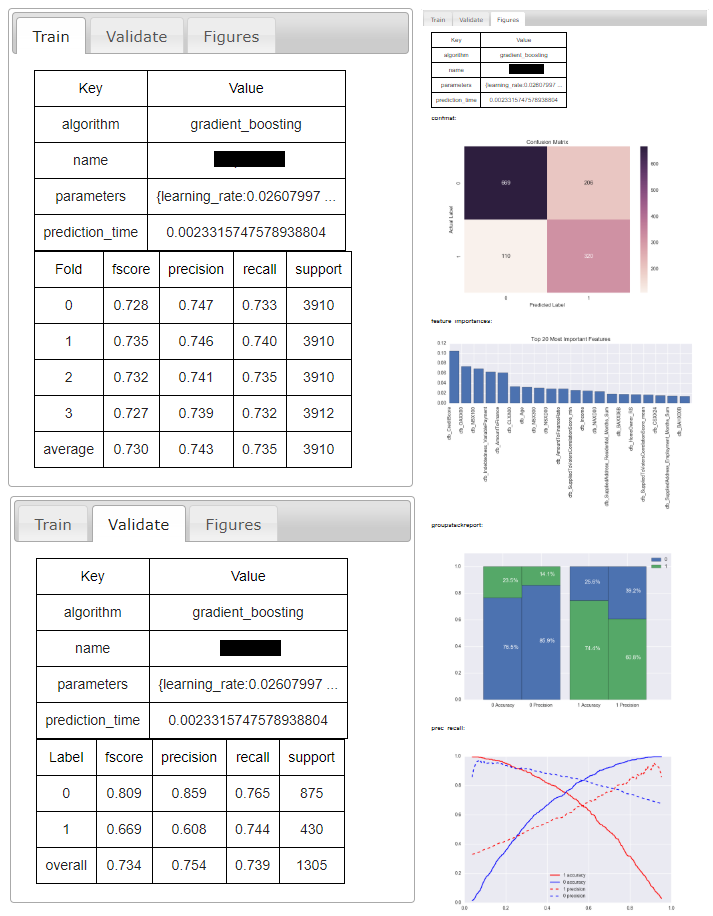 Train Validate Figures
Key Value
algorithm gradient_boosting
name
parameters {learning_rate:0.02607997 ...
prediction_time 0.0023315747578938804
Fold fscore precision recall support
0 0.728 0.747 0.733 3910
1 0.735 0.746 0.740 3910
2 0.732 0.741 0.735 3910
3 0.727 0.739 0.732 3912
average 0.730 0.743 0.735 3910
Train Validate Figures
Key Value
algorithm gradient_boosting
name
parameters {learning_rate:0.02607997 ...
prediction_time 0.0023315747578938804
Label fscore precision recall support
0 0.809 0.859 0.765 875
1 0.669 0.608 0.744 430
overall 0.734 0.754 0.739 1305
Train Validate Figures
Key Value
algorithm gradient_boosting
name
parameters {learning_rate:0.02607997 ...
prediction_time 0.0023315747578938804
confmat:
Confusion Matrix
Actual Label
0 669 206
1 110 320
0 1
Predicted Label
600
500
400
300
200
feature_importances:
Top 20 Most Important Features
0.12
0.10
0.08
0.06
0.04
0.02
0.00
dfb_CreditScore
dfb_Age
dfb_AmountToFinance
dfb_Income
groupstackreport:
0
1
1.0
0.8
0.6
0.4
0.2
0.0
23.5% 14.1% 25.6% 39.2%
76.5% 85.9% 74.4% 60.8%
0 Accuracy 0 Precision 1 Accuracy 1 Precision
prec_recall:
1.0
0.8
0.6
0.4
0.2
0.0
1 accuracy
0 accuracy
1 precision
0 precision
0.0 0.2 0.4 0.6 0.8 1.0